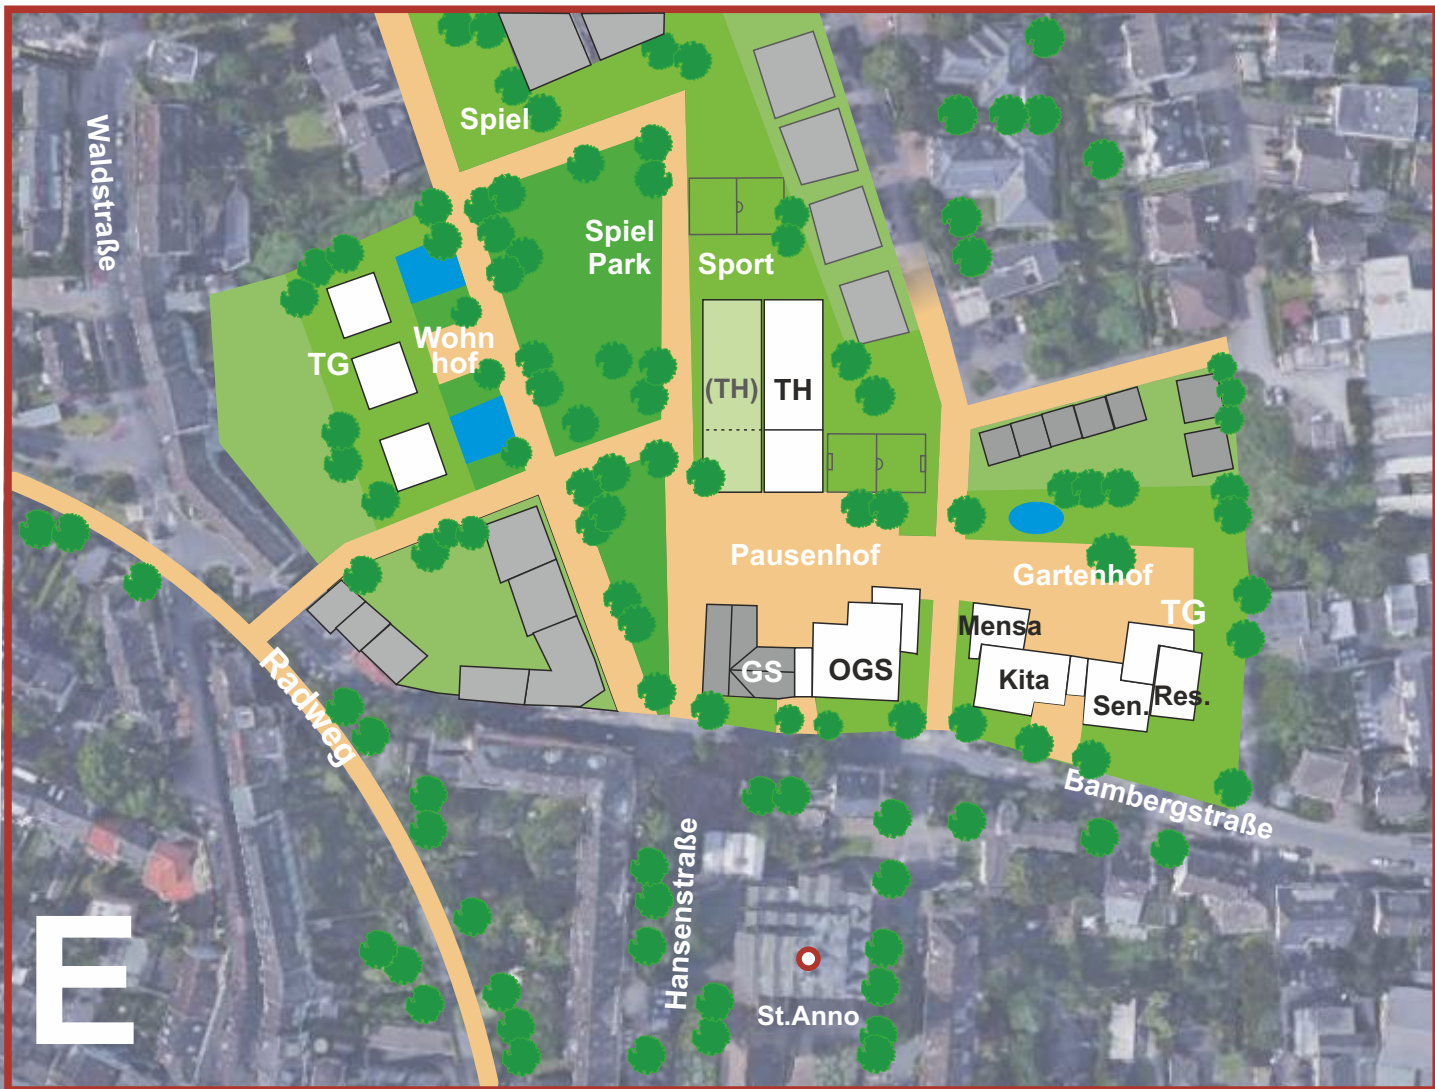 Spiel
Waldstraße
Spiel
Park
Sport
Wohn
hof
TG
(TH)
TH
Pausenhof
Gartenhof
TG
Mensa
GS
OGS
Kita
Sen.
Res.
Radweg
Bambergstraße
Hansenstraße
St.Anno
E